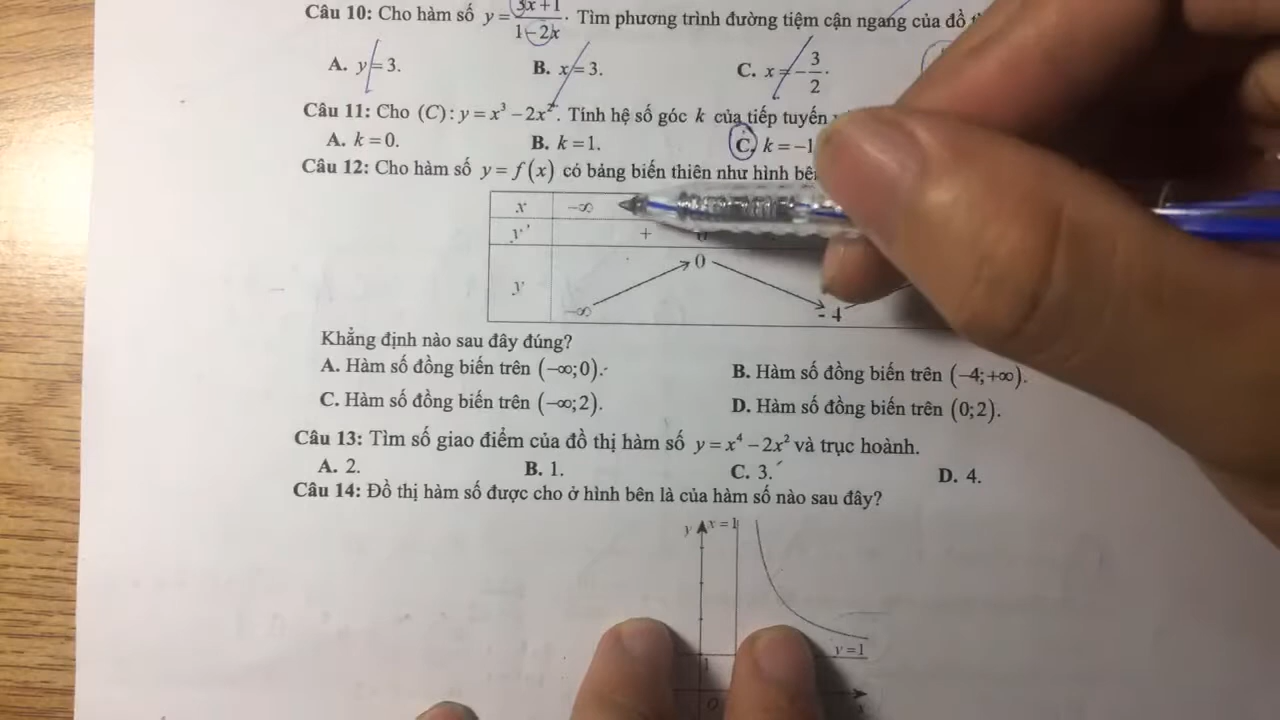 Câu 10: Cho hàm số y = 3x+1 / 1-2x . Tìm phương trình đường tiệm cận ngang của đồ
A. y = 3. B. x = 3. C. x = -3/2.
Câu 11: Cho (C): y = x³ - 2x². Tính hệ số góc k của tiếp tuyến
A. k = 0. B. k = 1. C. k = -1
Câu 12: Cho hàm số y = f(x) có bảng biến thiên như hình bên
x -∞
y' + 0
y -∞ 0 -4
Khẳng định nào sau đây đúng?
A. Hàm số đồng biến trên (-∞;0). B. Hàm số đồng biến trên (-4;+∞).
C. Hàm số đồng biến trên (-∞;2). D. Hàm số đồng biến trên (0;2).
Câu 13: Tìm số giao điểm của đồ thị hàm số y = x⁴ - 2x² và trục hoành.
A. 2. B. 1. C. 3. D. 4.
Câu 14: Đồ thị hàm số được cho ở hình bên là của hàm số nào sau đây?
y x = 1
y = 1
1
O